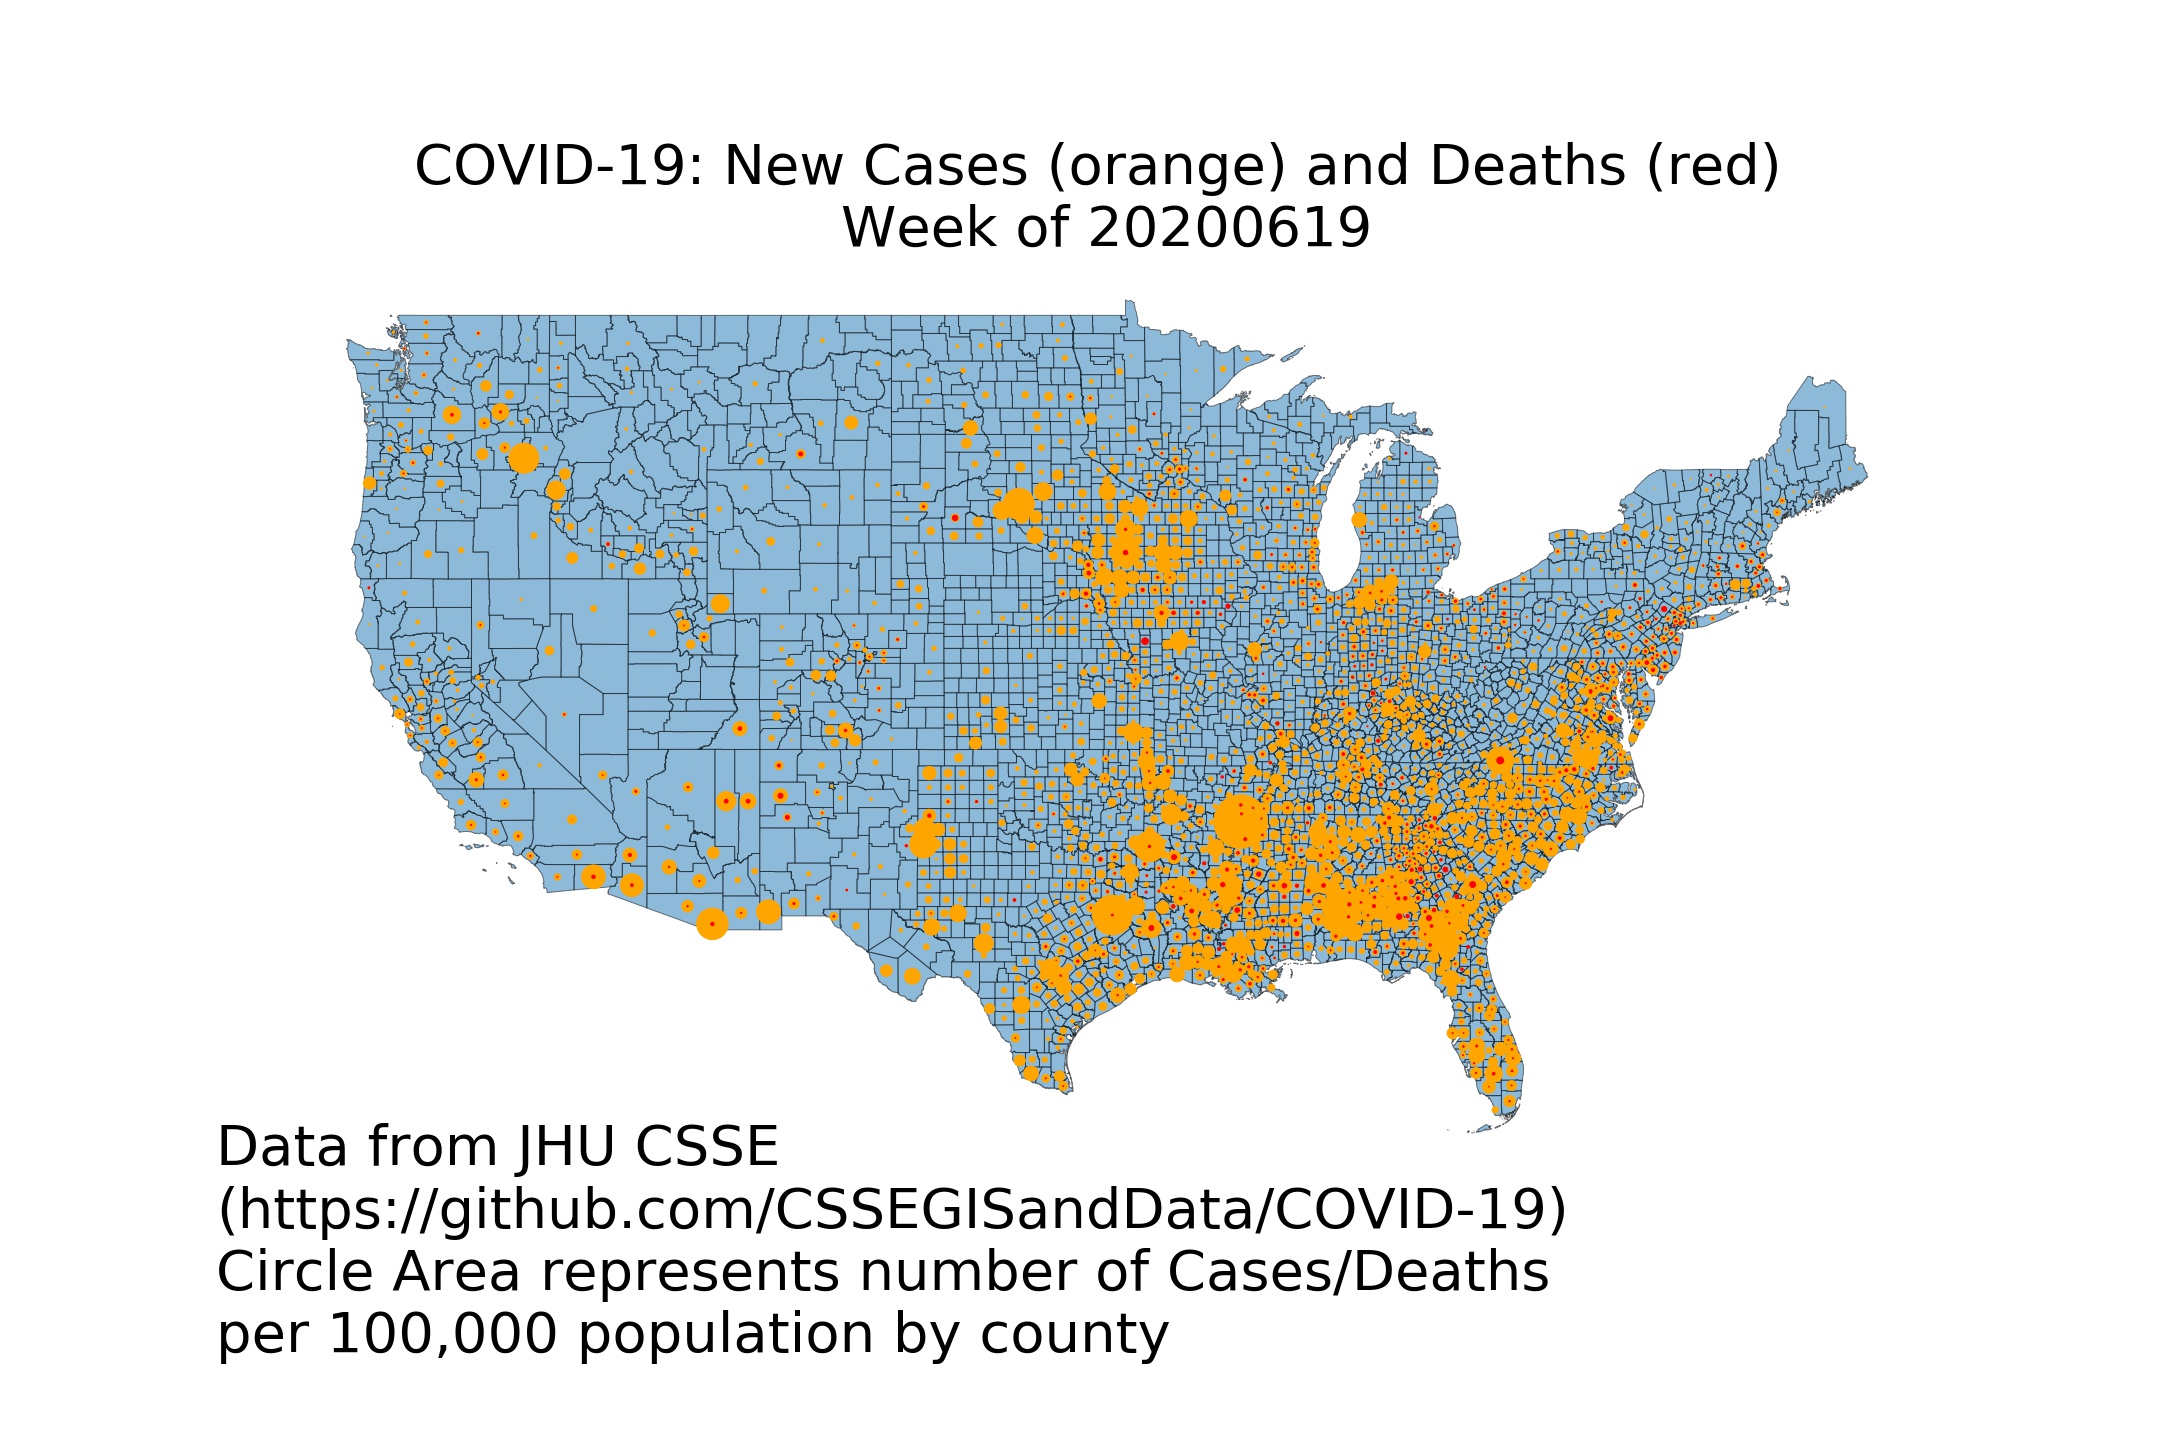 COVID-19: New Cases (orange) and Deaths (red)
Week of 20200619
Data from JHU CSSE
(https://github.com/CSSEGISandData/COVID-19)
Circle Area represents number of Cases/Deaths
per 100,000 population by county